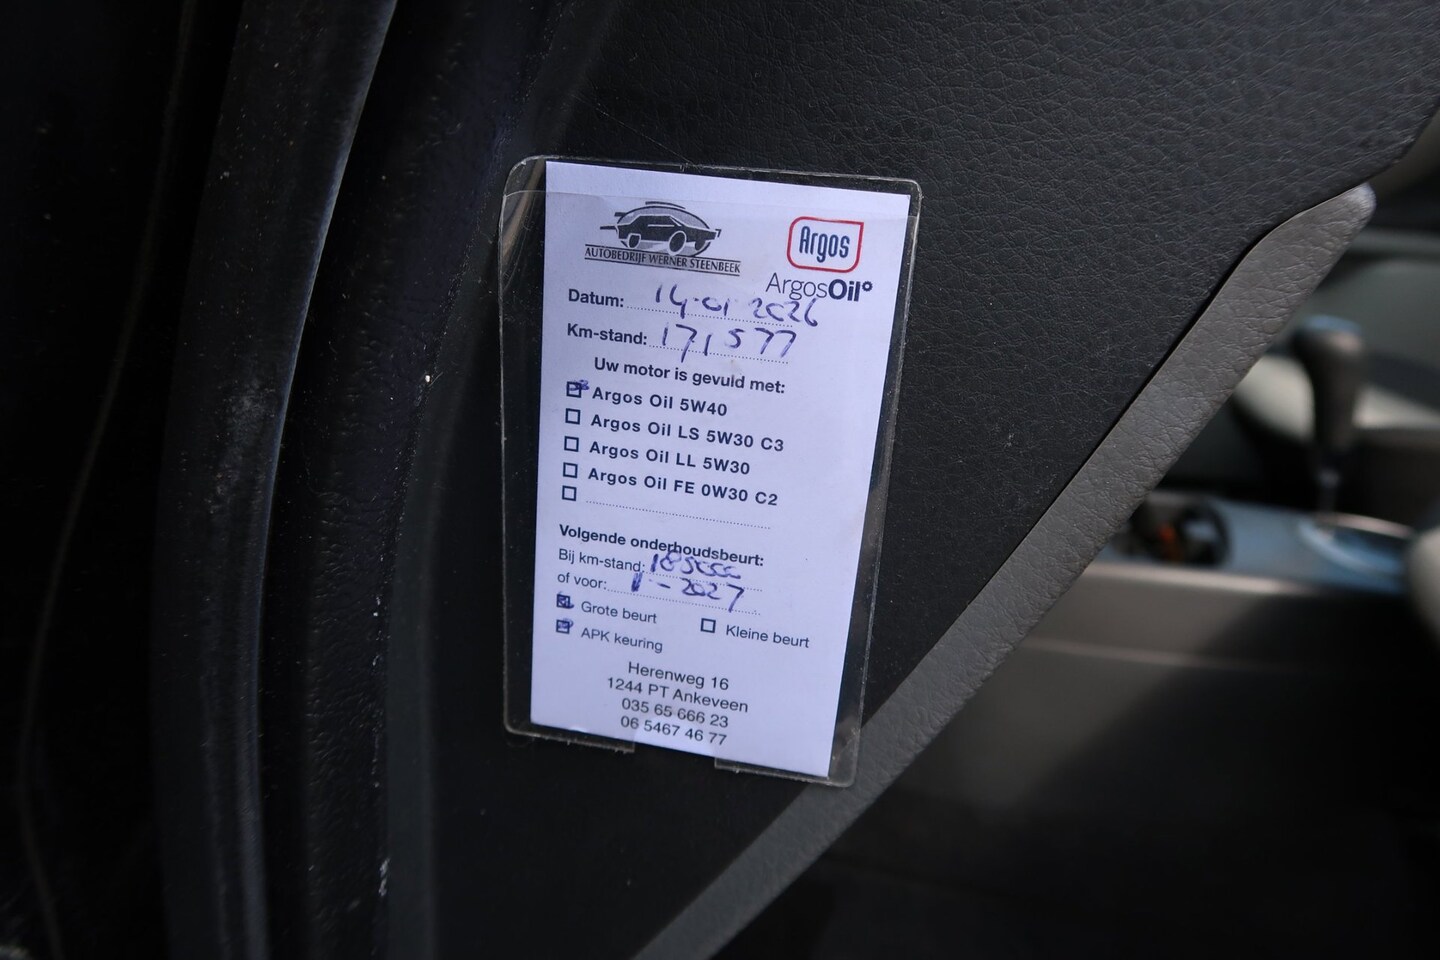 AUTOBEDRIJF WERNER STEENBEEK
Argos
ArgosOil°
Datum: 14-01 2026
Km-stand: 171577
Uw motor is gevuld met:
Argos Oil 5W40
Argos Oil LS 5W30 C3
Argos Oil LL 5W30
Argos Oil FE 0W30 C2
Volgende onderhoudsbeurt:
Bij km-stand: 185000
of voor: 1-2027
Grote beurt Kleine beurt
APK keuring
Herenweg 16
1244 PT Ankeveen
035 65 666 23
06 5467 46 77